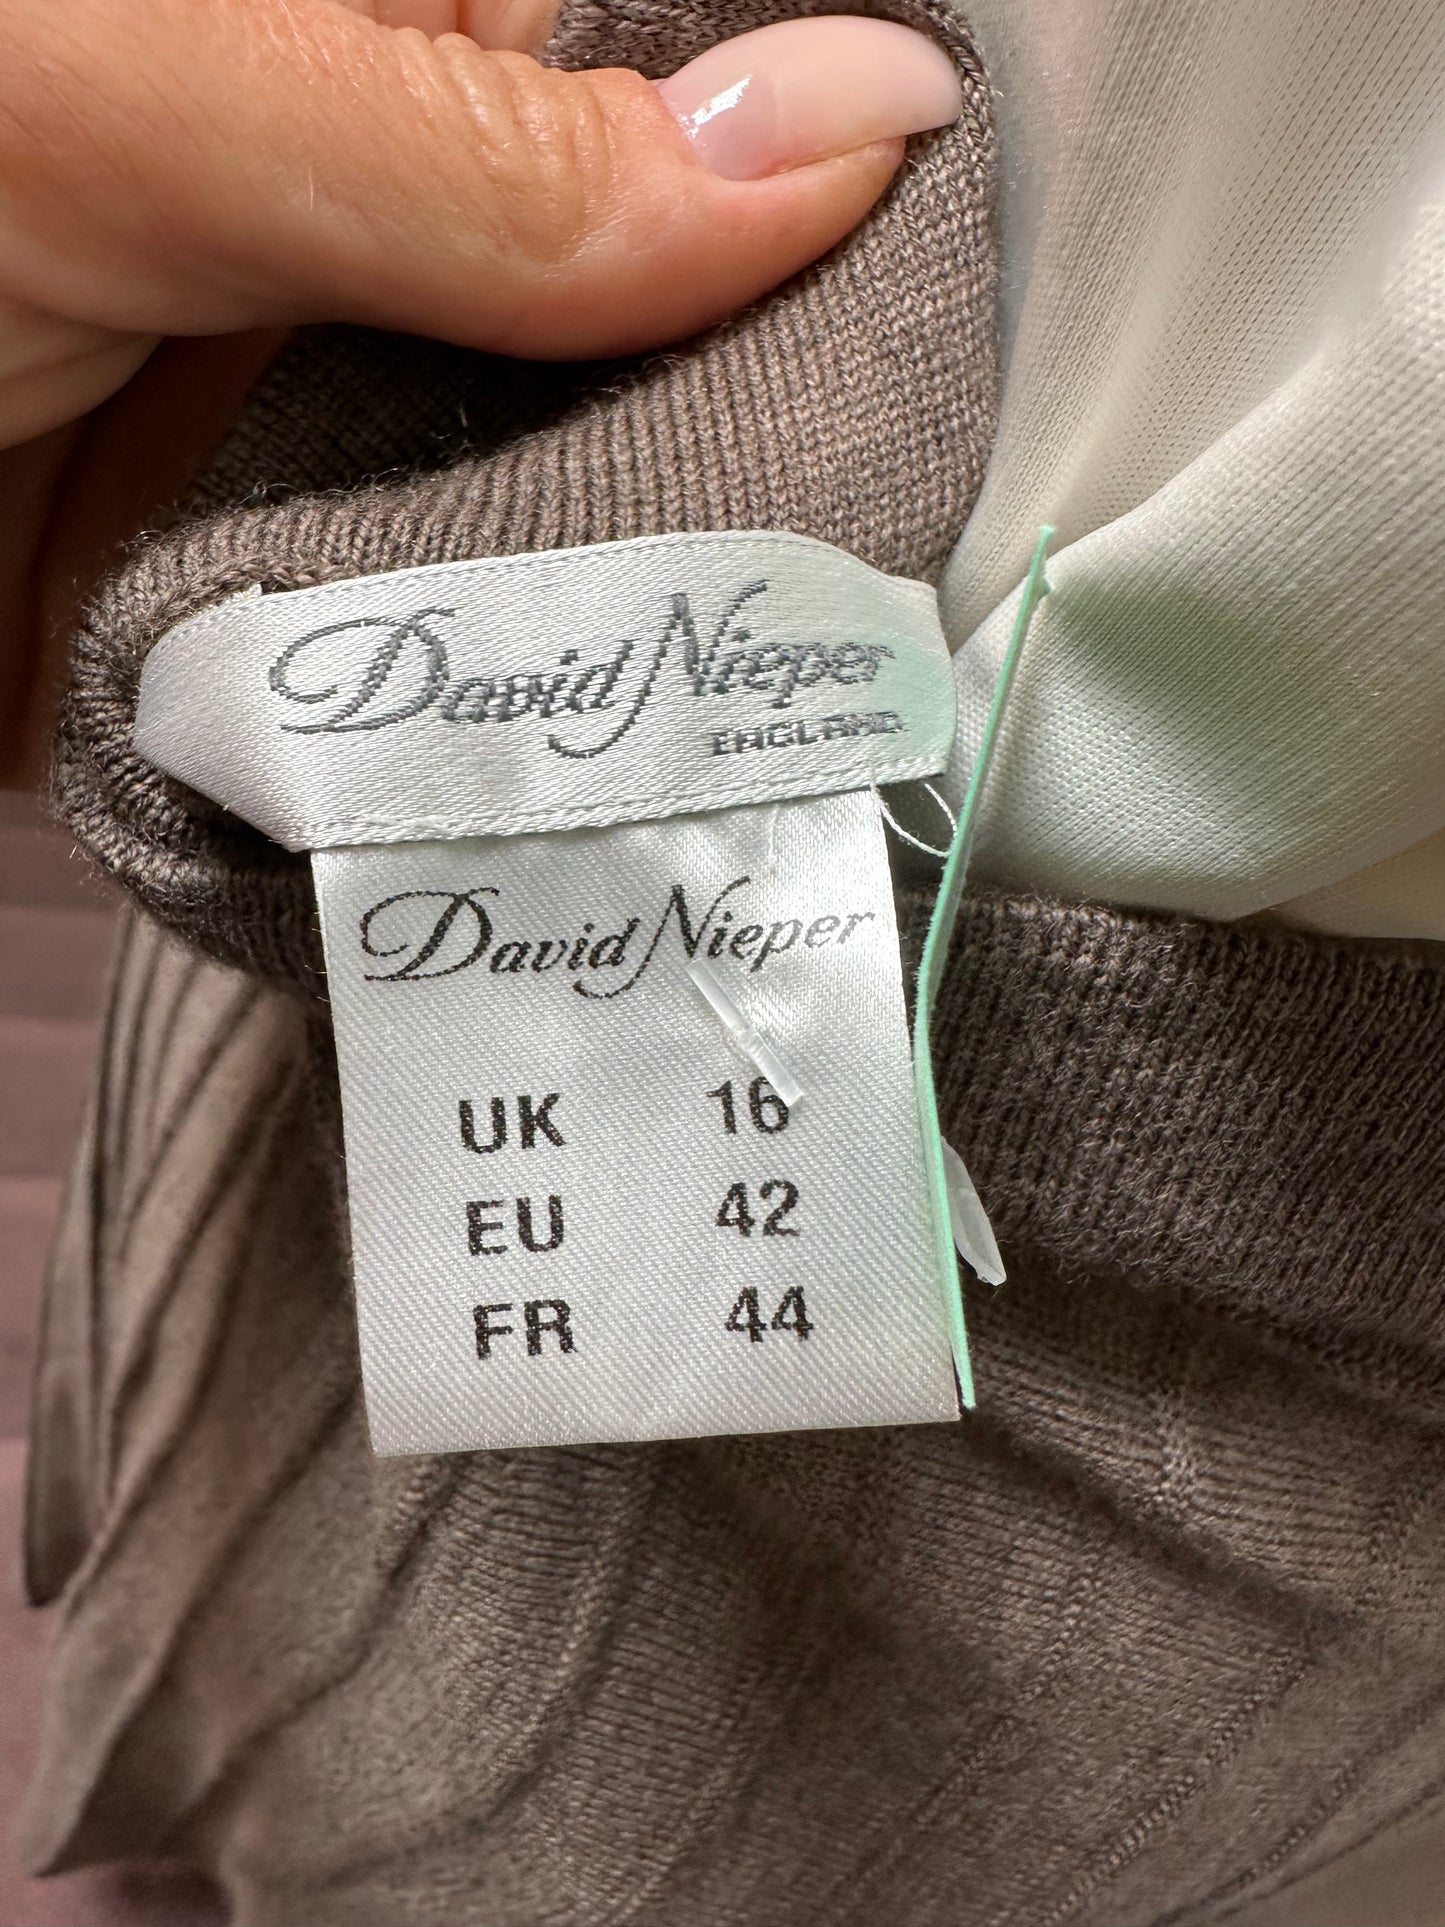 David Nieper
ENGLAND
David Nieper
UK 16
EU 42
FR 44